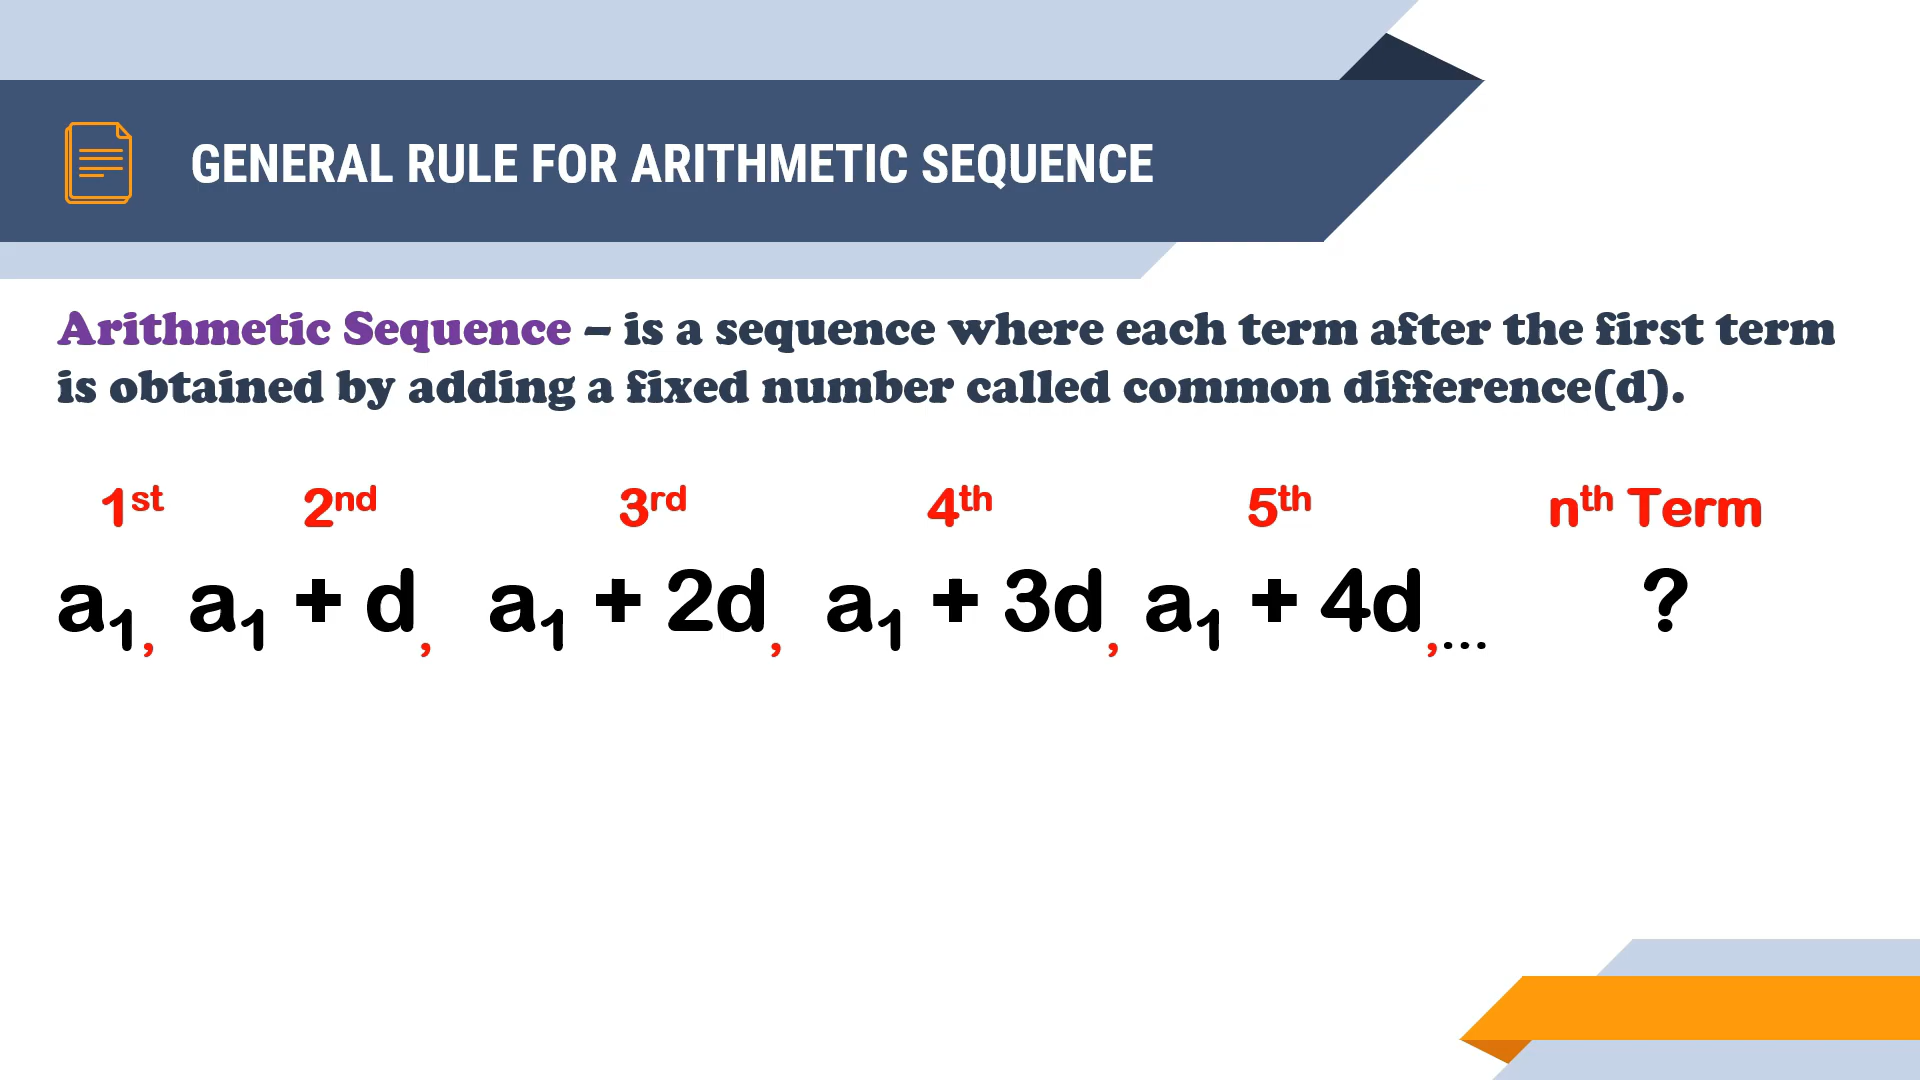 GENERAL RULE FOR ARITHMETIC SEQUENCE
Arithmetic Sequence – is a sequence where each term after the first term
is obtained by adding a fixed number called common difference(d).
1st 2nd 3rd 4th 5th nth Term
a1, a1 + d, a1 + 2d, a1 + 3d, a1 + 4d,... ?